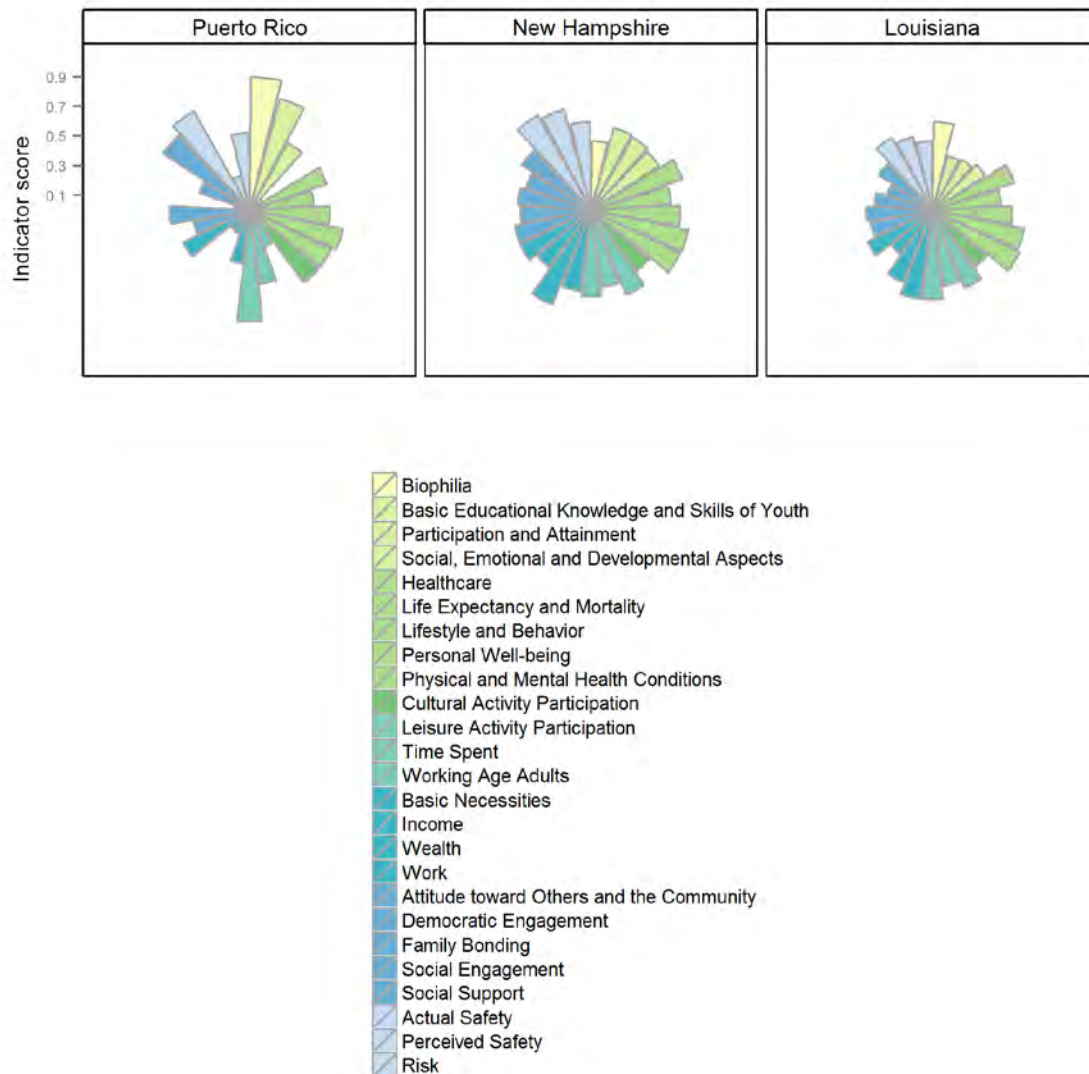 Puerto Rico
New Hampshire
Louisiana
0.9
0.7
0.5
0.3
0.1
Indicator score
Biophilia
Basic Educational Knowledge and Skills of Youth
Participation and Attainment
Social, Emotional and Developmental Aspects
Healthcare
Life Expectancy and Mortality
Lifestyle and Behavior
Personal Well-being
Physical and Mental Health Conditions
Cultural Activity Participation
Leisure Activity Participation
Time Spent
Working Age Adults
Basic Necessities
Income
Wealth
Work
Attitude toward Others and the Community
Democratic Engagement
Family Bonding
Social Engagement
Social Support
Actual Safety
Perceived Safety
Risk